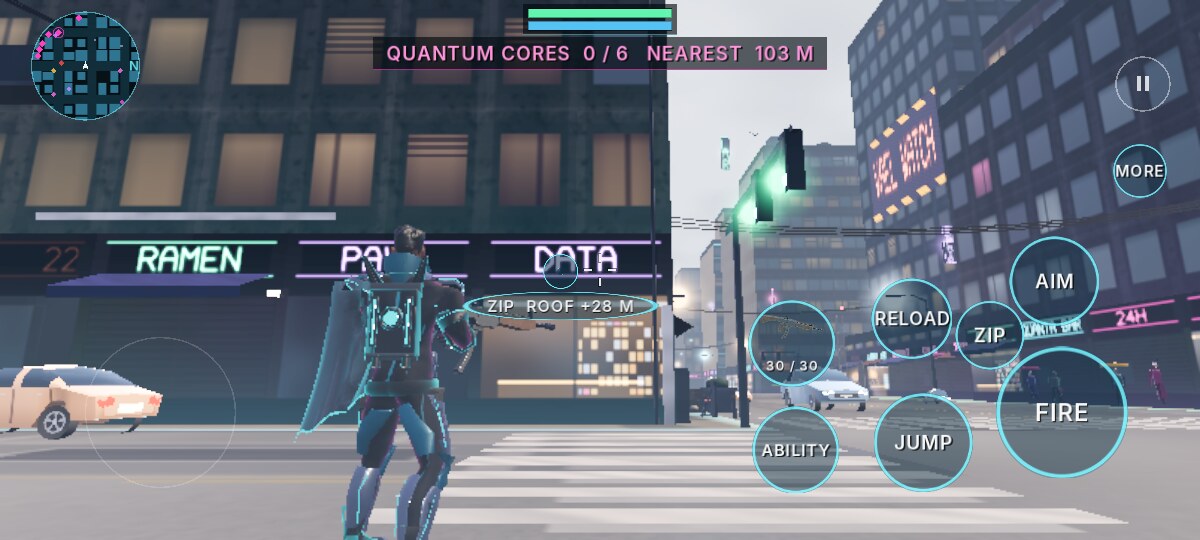 N
QUANTUM CORES 0 / 6 NEAREST 103 M
MORE
22
RAMEN
DATA
ZIP ROOF +28 M
AIM
RELOAD
ZIP
24H
30 / 30
FIRE
ABILITY
JUMP